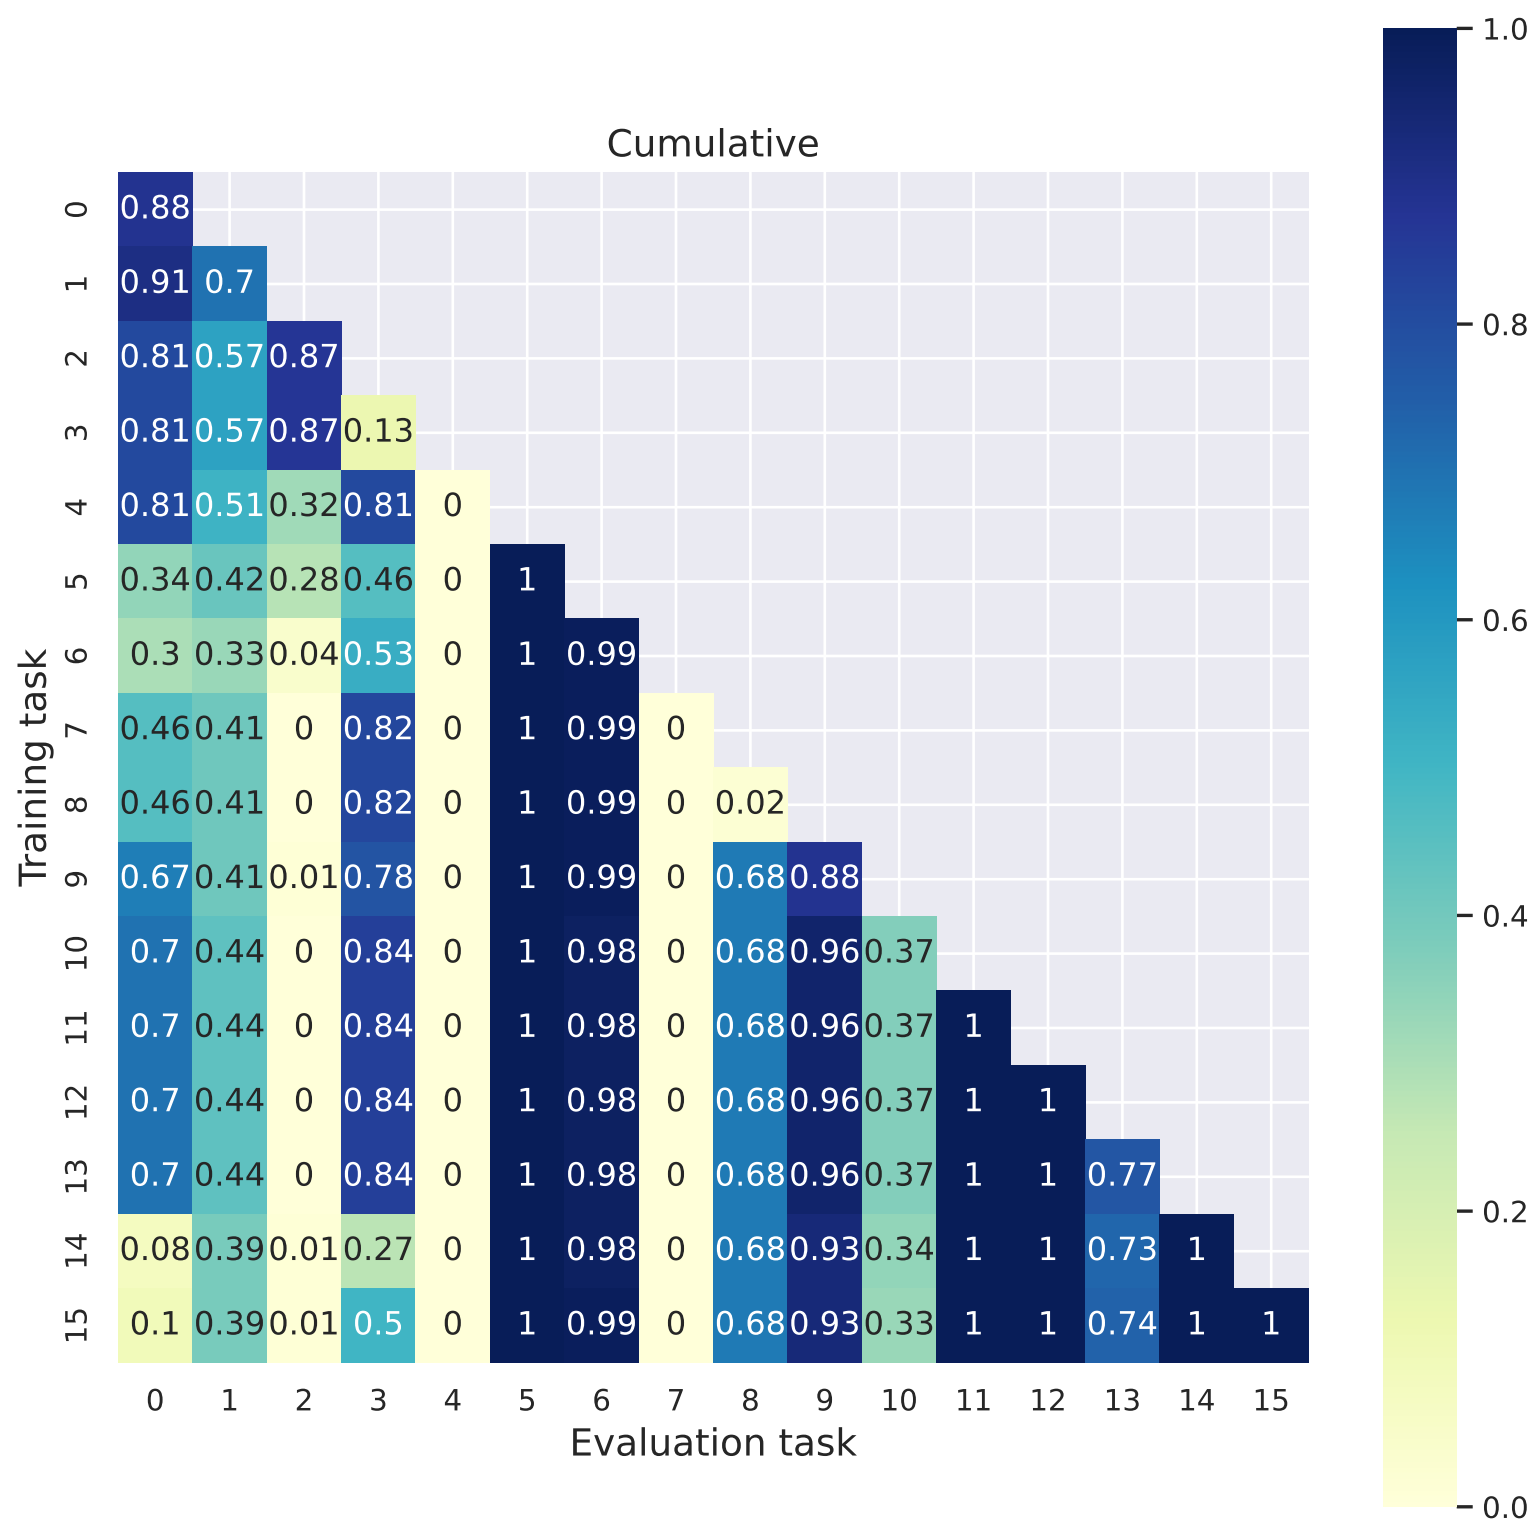 Cumulative
0 0.88
1 0.91 0.7
2 0.81 0.57 0.87
3 0.81 0.57 0.87 0.13
4 0.81 0.51 0.32 0.81 0
5 0.34 0.42 0.28 0.46 0 1
6 0.3 0.33 0.04 0.53 0 1 0.99
7 0.46 0.41 0 0.82 0 1 0.99 0
8 0.46 0.41 0 0.82 0 1 0.99 0 0.02
9 0.67 0.41 0.01 0.78 0 1 0.99 0 0.68 0.88
10 0.7 0.44 0 0.84 0 1 0.98 0 0.68 0.96 0.37
11 0.7 0.44 0 0.84 0 1 0.98 0 0.68 0.96 0.37 1
12 0.7 0.44 0 0.84 0 1 0.98 0 0.68 0.96 0.37 1 1
13 0.7 0.44 0 0.84 0 1 0.98 0 0.68 0.96 0.37 1 1 0.77
14 0.08 0.39 0.01 0.27 0 1 0.98 0 0.68 0.93 0.34 1 1 0.73 1
15 0.1 0.39 0.01 0.5 0 1 0.99 0 0.68 0.93 0.33 1 1 0.74 1 1
0 1 2 3 4 5 6 7 8 9 10 11 12 13 14 15
Evaluation task
Training task
1.0
0.8
0.6
0.4
0.2
0.0